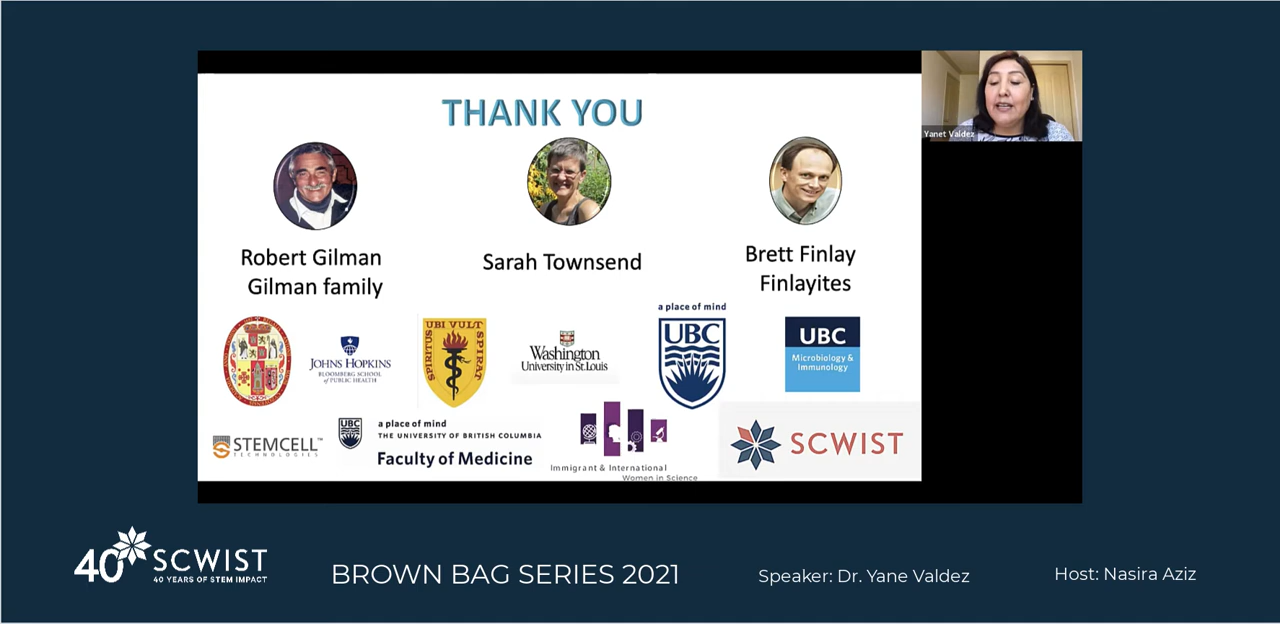 THANK YOU
Yanet Valdez
Robert Gilman
Gilman family
Sarah Townsend
Brett Finlay
Finlayites
JOHNS HOPKINS
BLOOMBERG SCHOOL
of PUBLIC HEALTH
SPIRITUS UBI VULT SPIRAT
Washington
University in St. Louis
a place of mind
UBC
UBC
Microbiology &
Immunology
STEMCELL™
TECHNOLOGIES
UBC
a place of mind
THE UNIVERSITY OF BRITISH COLUMBIA
Faculty of Medicine
Immigrant & International
Women in Science
SCWIST
40 SCWIST
40 YEARS OF STEM IMPACT
BROWN BAG SERIES 2021
Speaker: Dr. Yane Valdez
Host: Nasira Aziz